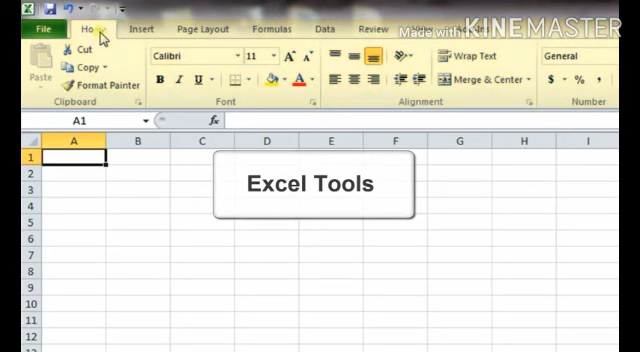 File Home Insert Page Layout Formulas Data Review View
Made with KINEMASTER
Cut
Calibri 11 A A Wrap Text General
Copy
Paste
Format Painter
B I U A Merge & Center $ % ,
Clipboard Font Alignment Number
A1 fx
A B C D E F G H I
1
2
Excel Tools
3
4
5
6
7
8
9
10
11
12